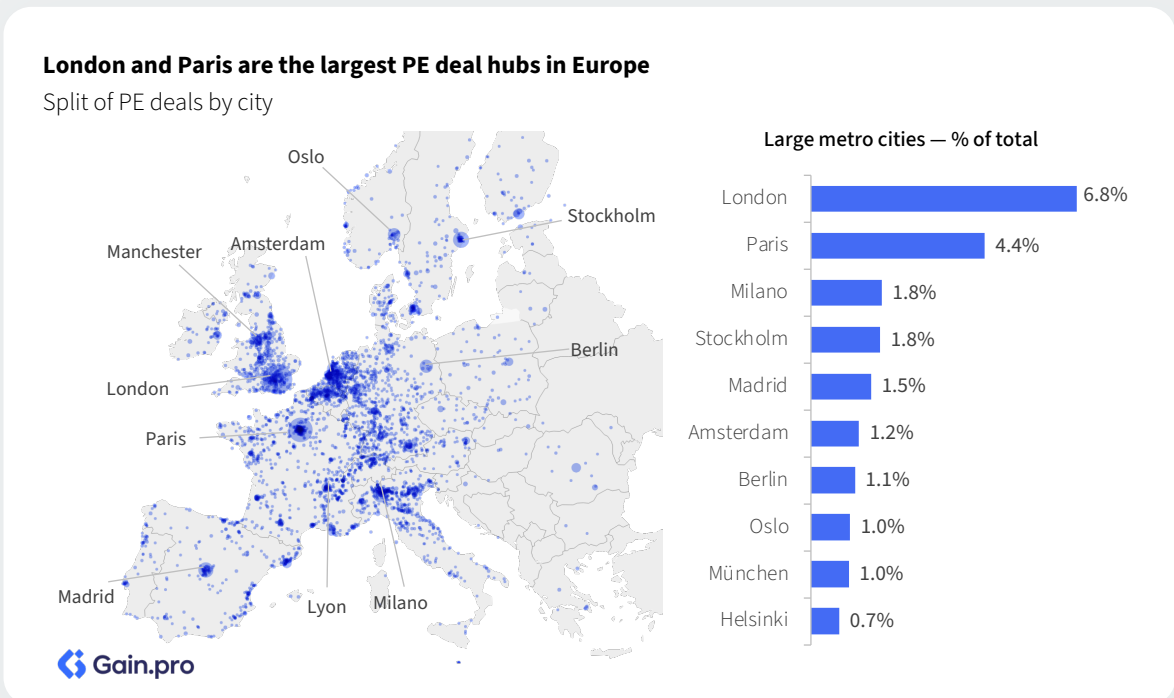 London and Paris are the largest PE deal hubs in Europe
Split of PE deals by city
Oslo
Stockholm
Manchester
Amsterdam
Berlin
London
Paris
Madrid
Lyon
Milano
Gain.pro
Large metro cities — % of total
London 6.8%
Paris 4.4%
Milano 1.8%
Stockholm 1.8%
Madrid 1.5%
Amsterdam 1.2%
Berlin 1.1%
Oslo 1.0%
München 1.0%
Helsinki 0.7%